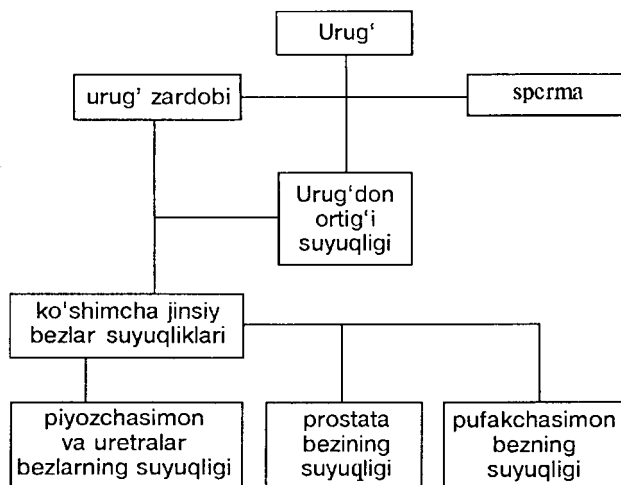 Urug‘
urug' zardobi
sperma
Urug‘don
ortig‘i
suyuqligi
ko'shimcha jinsiy
bezlar suyuqliklari
piyozchasimon
va uretralar
bezlarning suyuqligi
prostata
bezining
suyuqligi
pufakchasimon
bezning
suyuqligi